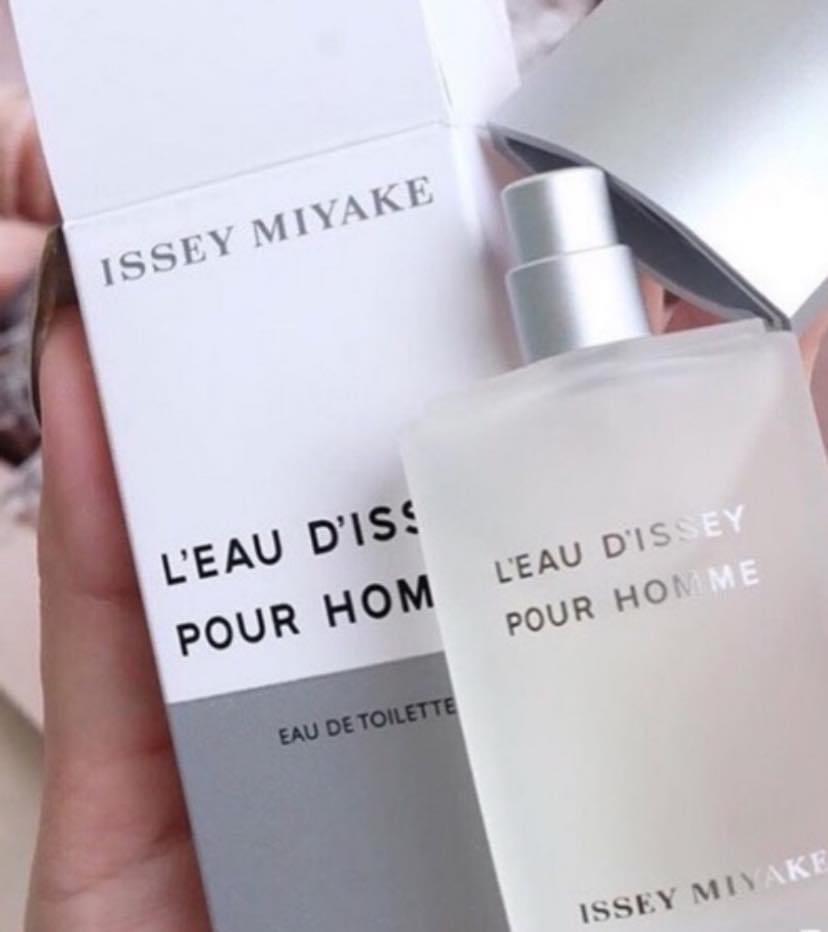 ISSEY MIYAKE
L'EAU D'ISS
POUR HOM
EAU DE TOILETTE
L'EAU D'ISSEY
POUR HOMME
ISSEY MIYAKE